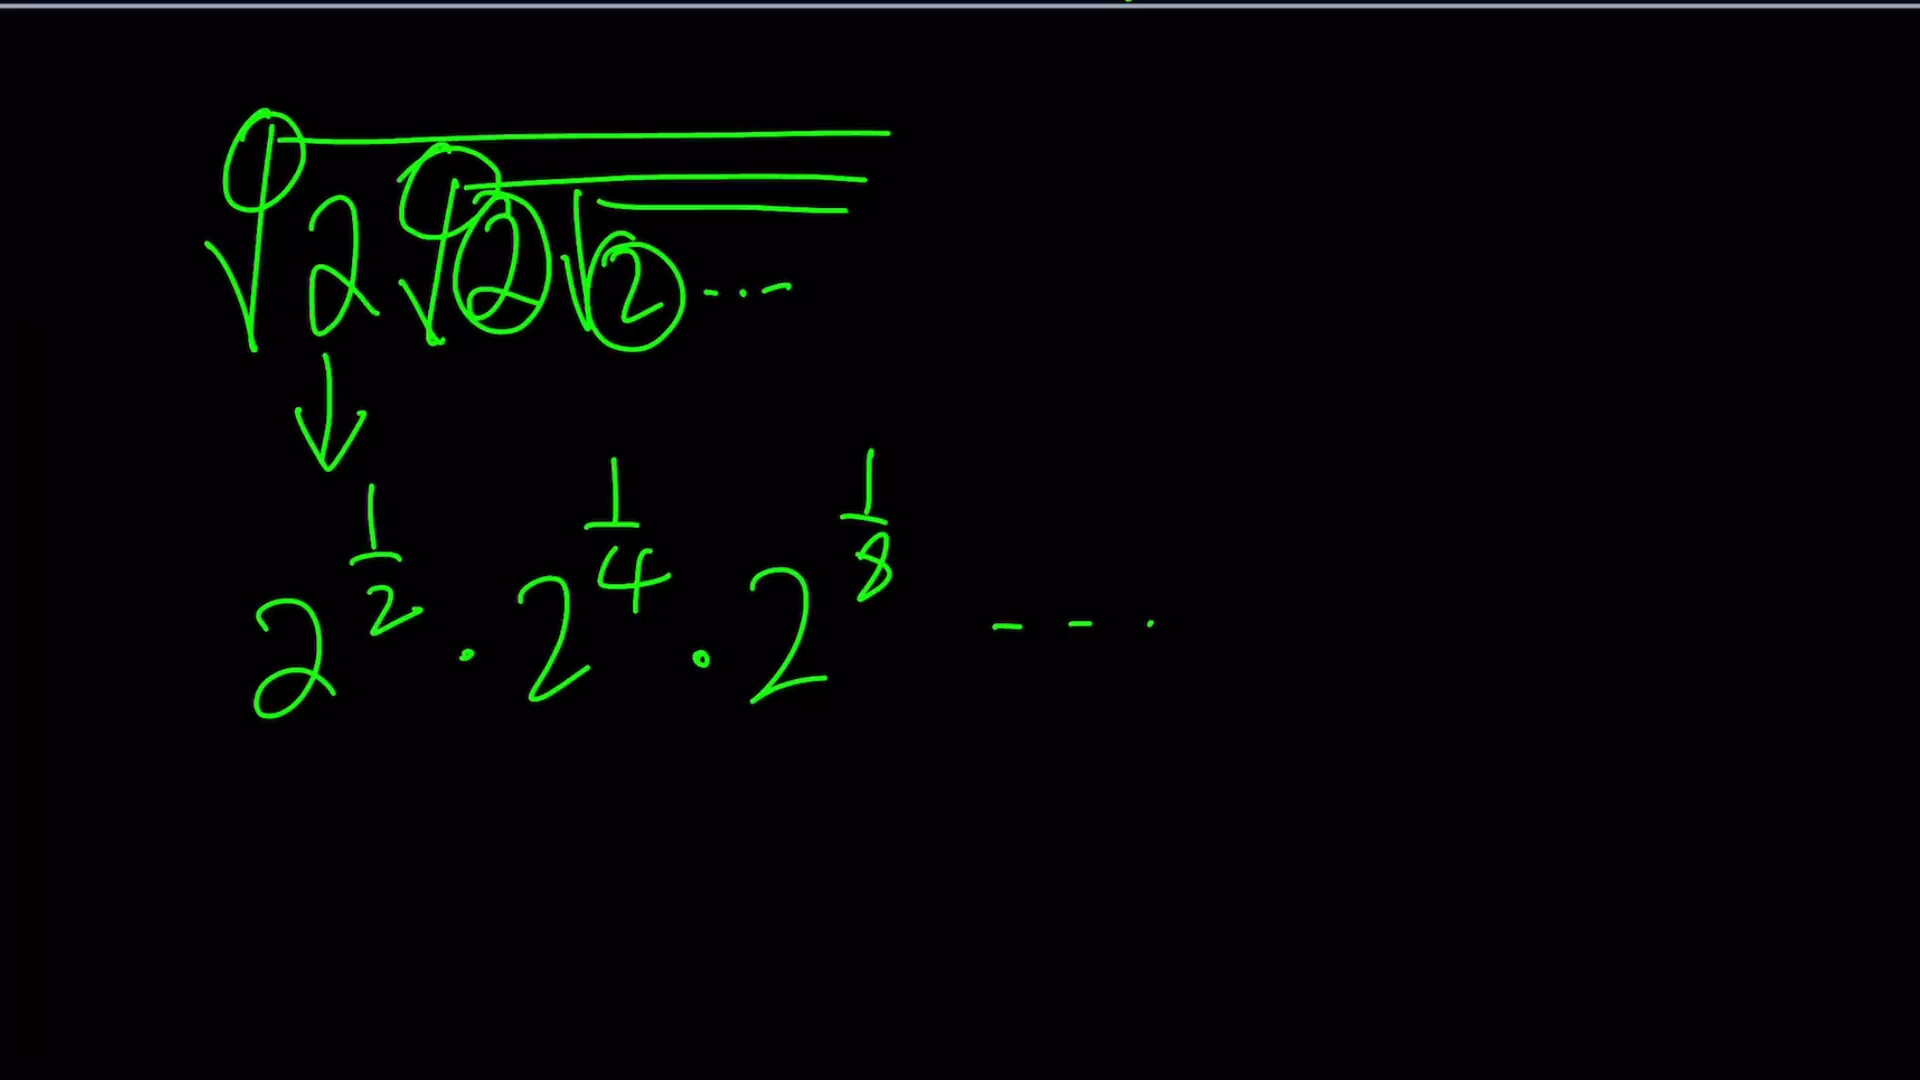 √2√2√2 ...
2^(1/2) · 2^(1/4) · 2^(1/8) - - ·